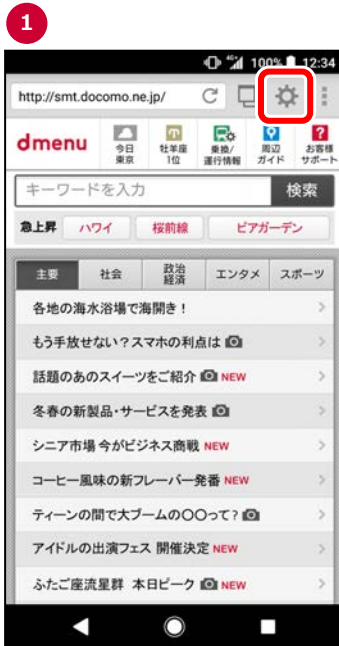 1
4G 100% 12:34
http://smt.docomo.ne.jp/
dmenu 今日 東京 牡羊座 1位 乗換/ 運行情報 周辺 ガイド お客様 サポート
キーワードを入力 検索
急上昇 ハワイ 桜前線 ビアガーデン
主要 社会 政治 経済 エンタメ スポーツ
各地の海水浴場で海開き！
もう手放せない？スマホの利点は
話題のあのスイーツをご紹介 NEW
冬春の新製品・サービスを発表
シニア市場 今がビジネス商戦 NEW
コーヒー風味の新フレーバー発番 NEW
ティーンの間で大ブームの〇〇って？
アイドルの出演フェス 開催決定 NEW
ふたご座流星群 本日ピーク NEW